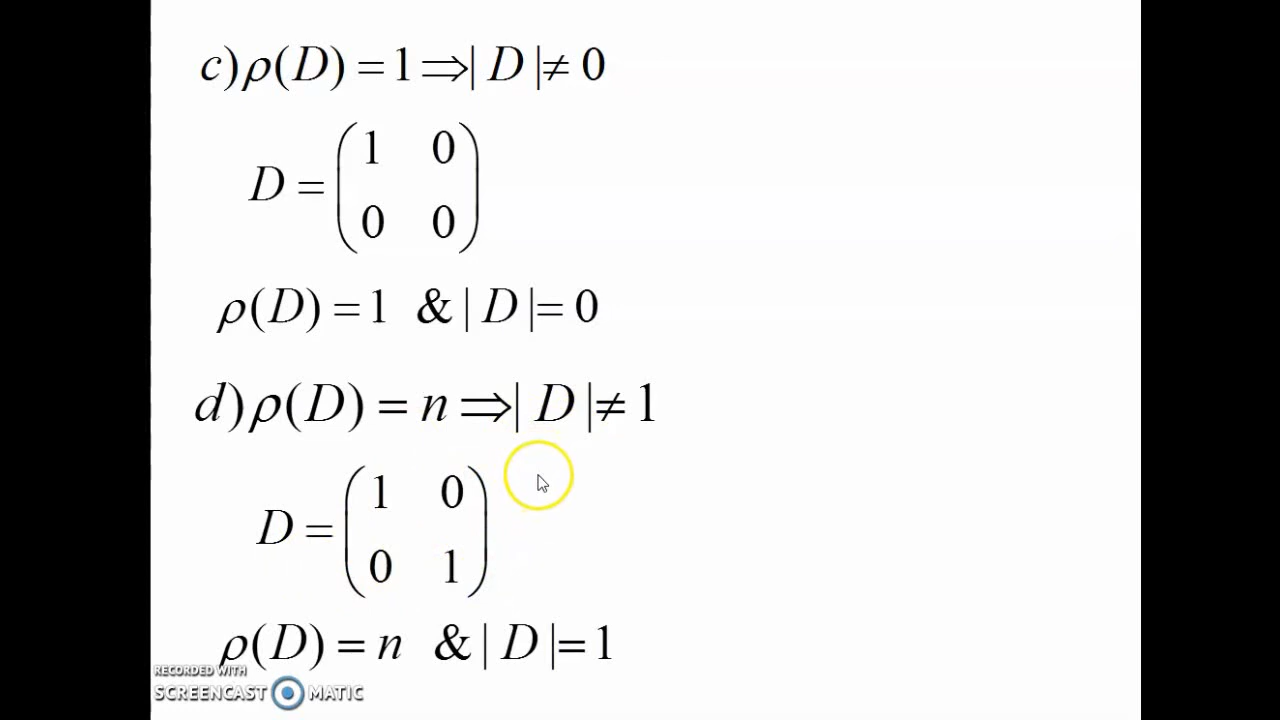 c) ρ(D) = 1 ⇒ | D |≠ 0
D = ( 1 0
0 0 )
ρ(D) = 1 & | D |= 0
d) ρ(D) = n ⇒ | D |≠ 1
D = ( 1 0
0 1 )
ρ(D) = n & | D |= 1
RECORDED WITH
SCREENCAST MATIC